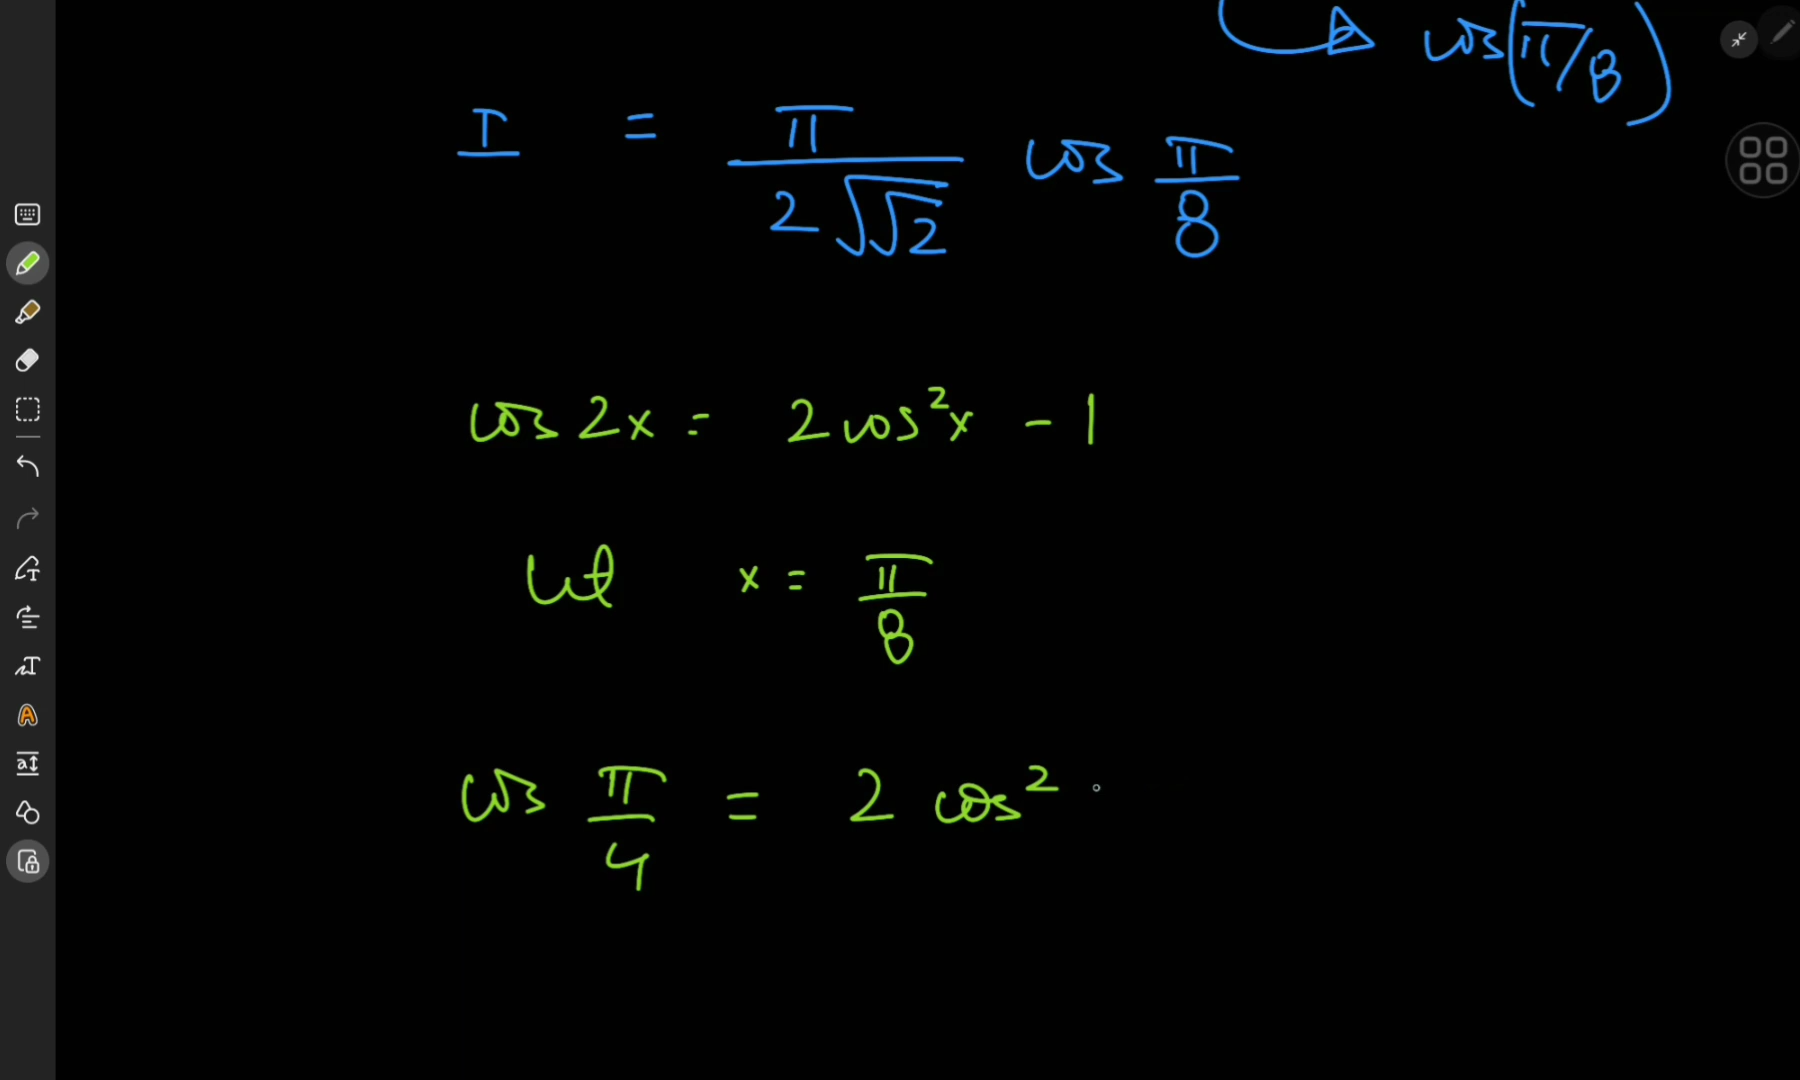 cos(π/8)
I = π/(2√√2) cos π/8
cos 2x = 2cos²x - 1
let x = π/8
cos π/4 = 2 cos²